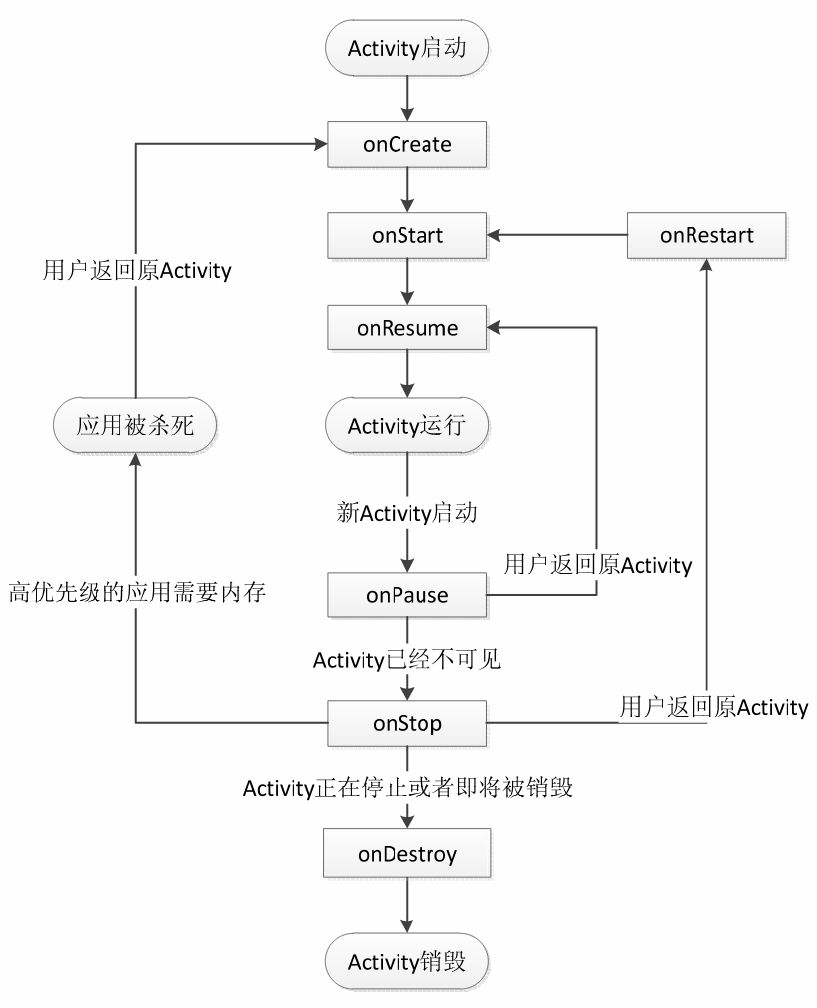 Activity启动
onCreate
onStart
onRestart
用户返回原Activity
onResume
应用被杀死
Activity运行
新Activity启动
用户返回原Activity
高优先级的应用需要内存
onPause
Activity已经不可见
用户返回原Activity
onStop
Activity正在停止或者即将被销毁
onDestroy
Activity销毁